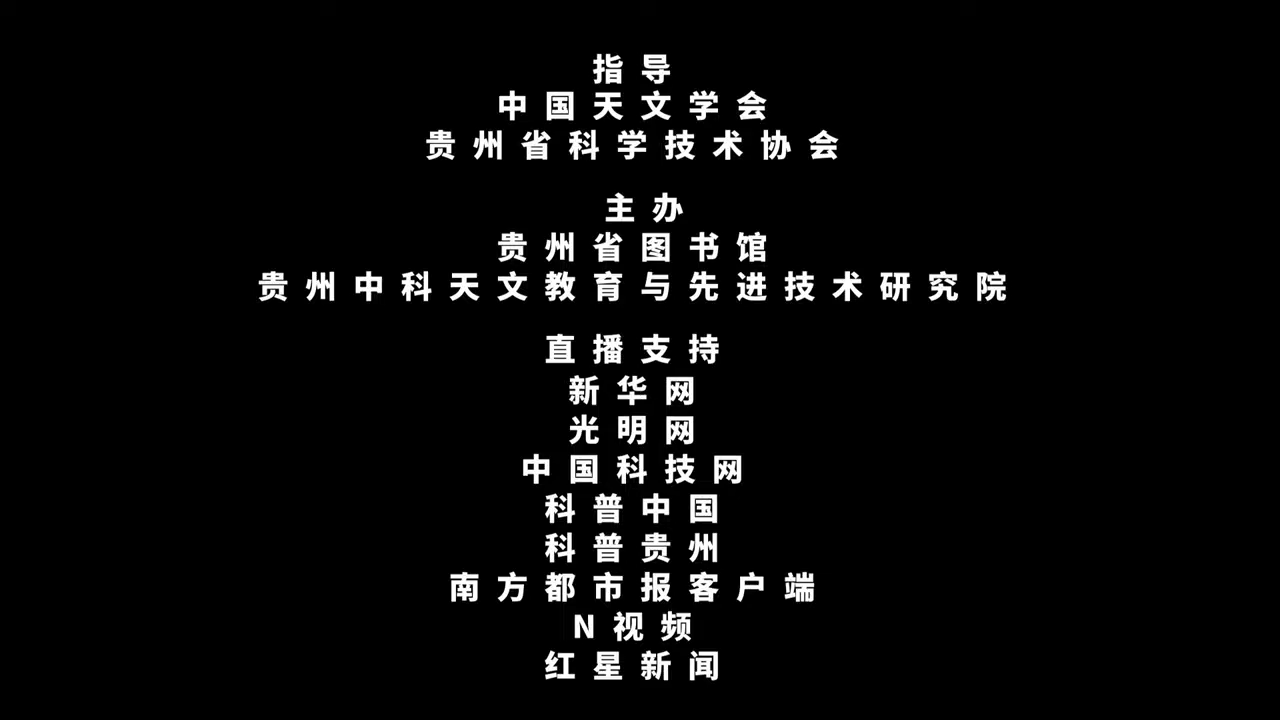 指导
中国天文学会
贵州省科学技术协会
主办
贵州省图书馆
贵州中科天文教育与先进技术研究院
直播支持
新华网
光明网
中国科技网
科普中国
科普贵州
南方都市报客户端
N视频
红星新闻